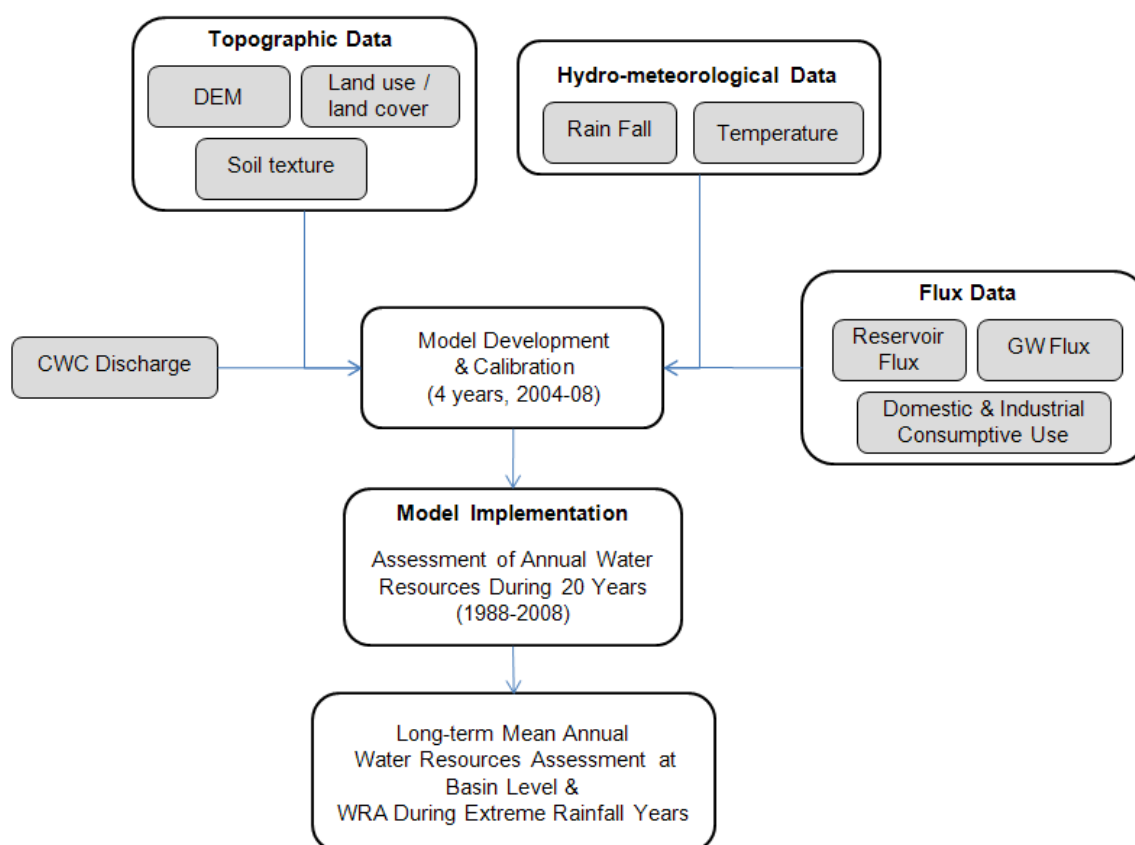 Topographic Data
DEM
Land use /
land cover
Soil texture
Hydro-meteorological Data
Rain Fall
Temperature
Flux Data
Reservoir
Flux
GW Flux
Domestic & Industrial
Consumptive Use
CWC Discharge
Model Development
& Calibration
(4 years, 2004-08)
Model Implementation
Assessment of Annual Water
Resources During 20 Years
(1988-2008)
Long-term Mean Annual
Water Resources Assessment at
Basin Level &
WRA During Extreme Rainfall Years